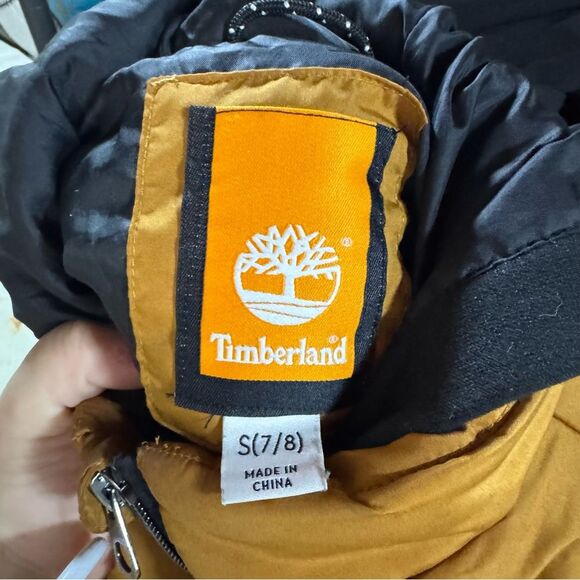 ®
Timberland®
S(7/8)
MADE IN
CHINA